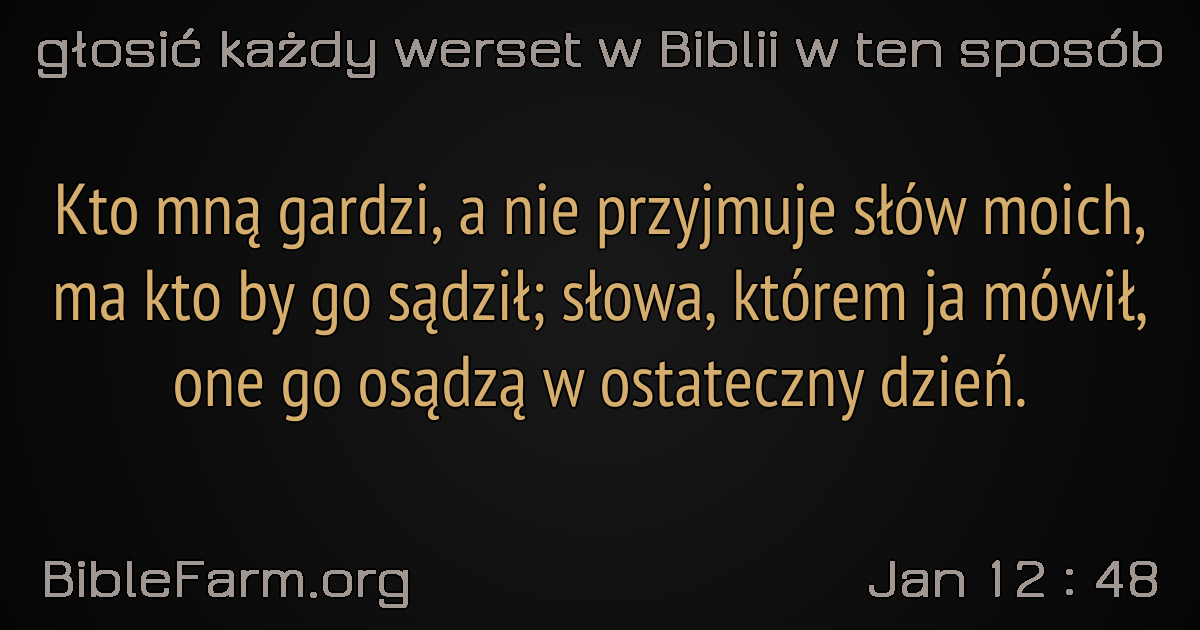 głosić każdy werset w Biblii w ten sposób
Kto mną gardzi, a nie przyjmuje słów moich,
ma kto by go sądził; słowa, którem ja mówił,
one go osądzą w ostateczny dzień.
BibleFarm.org
Jan 12 : 48